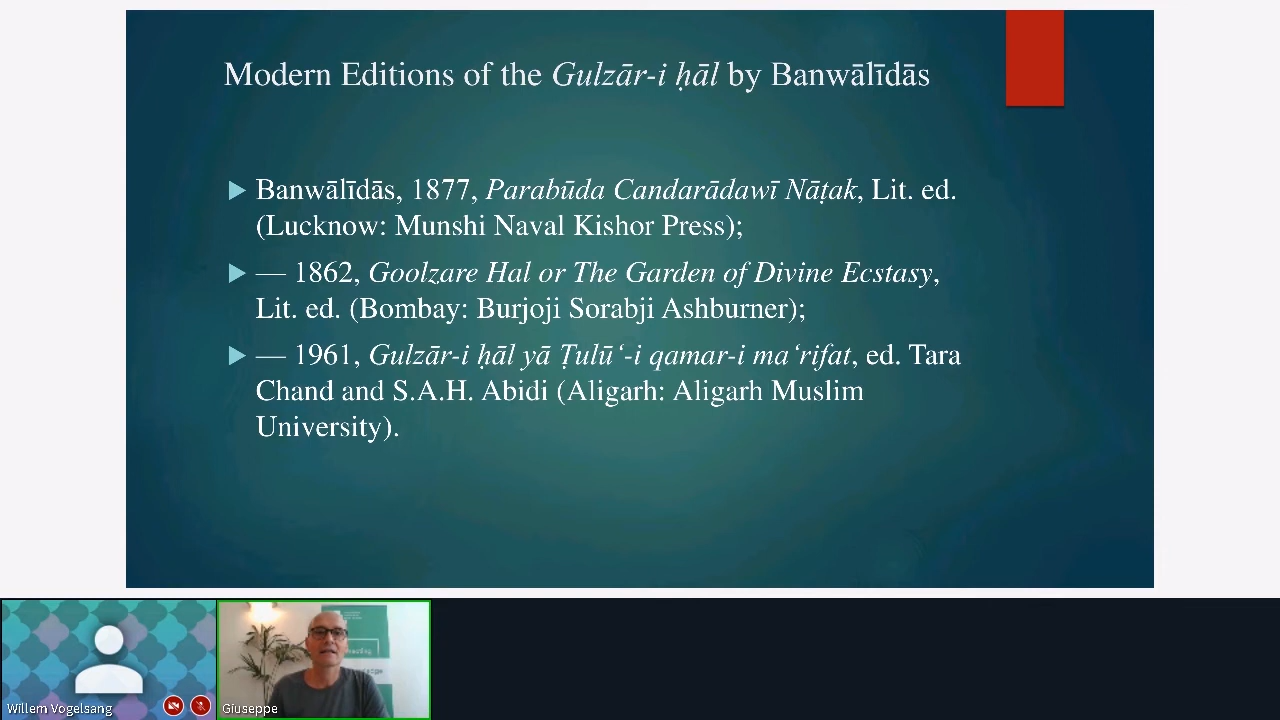 Modern Editions of the Gulzār-i ḥāl by Banwālīdās
Banwālīdās, 1877, Parabūda Candarādawī Nāṭak, Lit. ed.
(Lucknow: Munshi Naval Kishor Press);
— 1862, Goolzare Hal or The Garden of Divine Ecstasy,
Lit. ed. (Bombay: Burjoji Sorabji Ashburner);
— 1961, Gulzār-i ḥāl yā Ṭulū‘-i qamar-i ma‘rifat, ed. Tara
Chand and S.A.H. Abidi (Aligarh: Aligarh Muslim
University).
Willem Vogelsang
Giuseppe